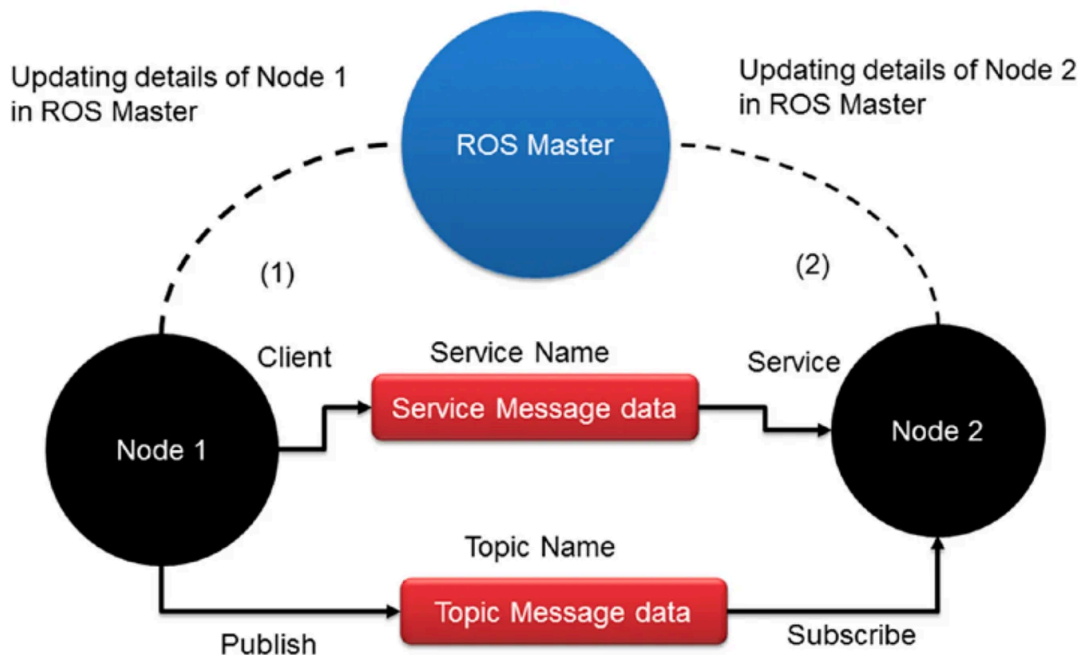 Updating details of Node 1
in ROS Master
Updating details of Node 2
in ROS Master
ROS Master
(1)
(2)
Client
Service Name
Service
Service Message data
Node 1
Node 2
Topic Name
Topic Message data
Publish
Subscribe